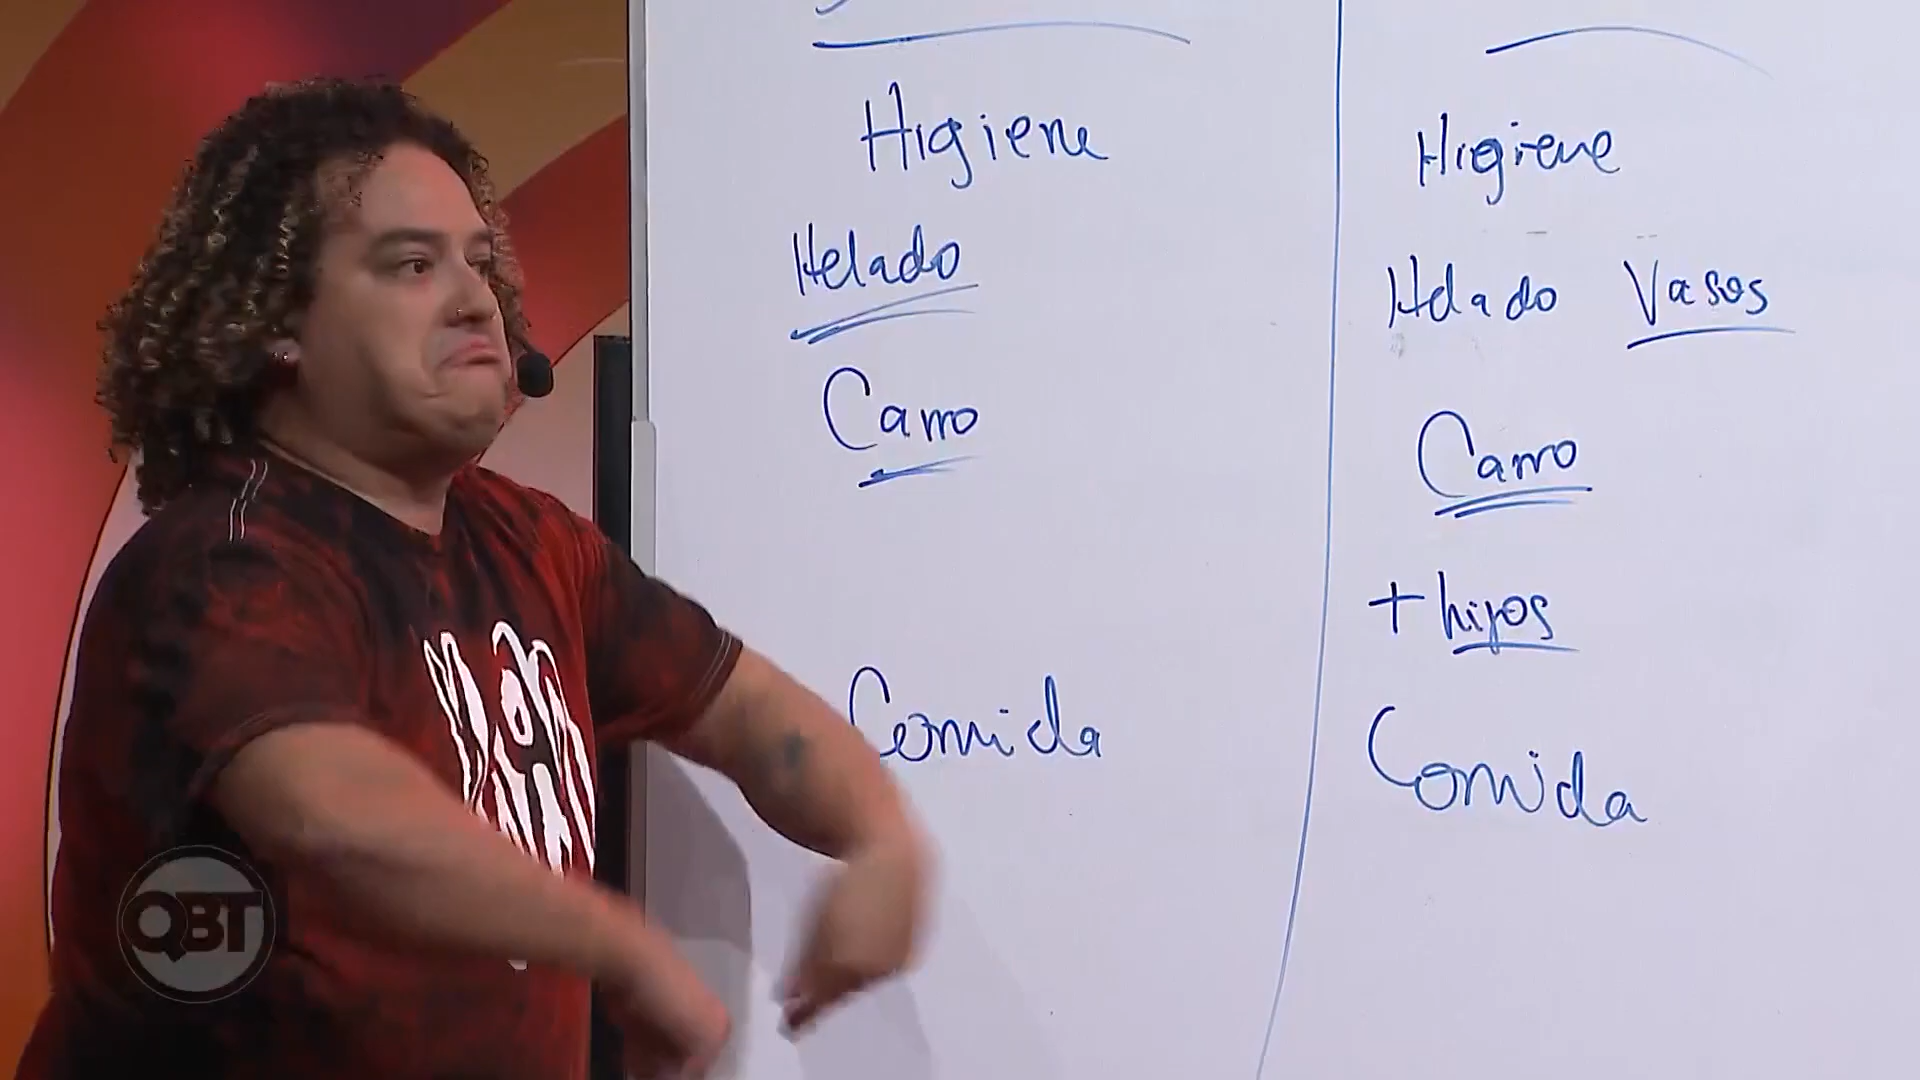 Higiene
Helado
Carro
Comida
Higiene
Helado Vasos
Carro
+ hijos
Comida
QBT